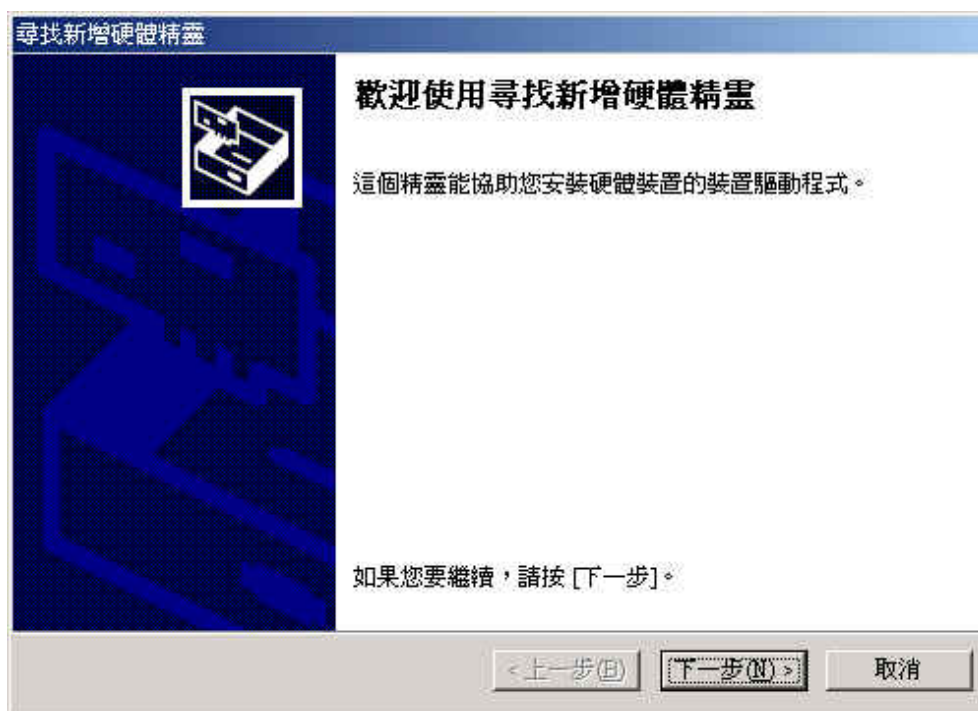 尋找新增硬體精靈
歡迎使用尋找新增硬體精靈
這個精靈能協助您安裝硬體裝置的裝置驅動程式。
如果您要繼續，請按 [下一步]。
<上一步(B) 下一步(N)> 取消